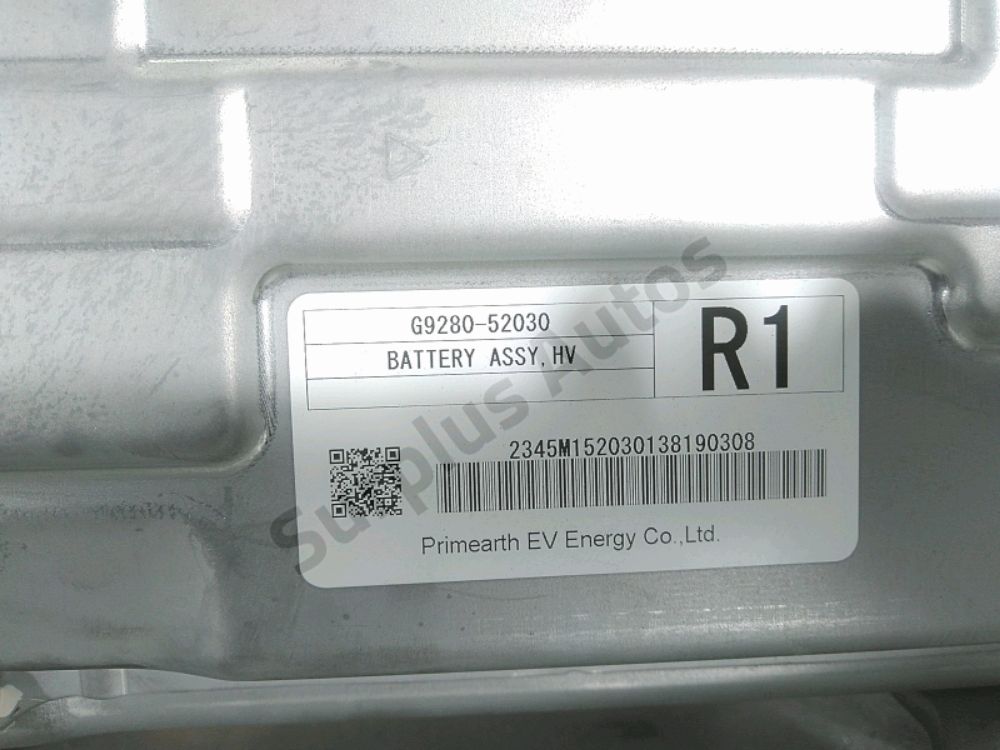 G9280-52030
BATTERY ASSY,HV
R1
2345M152030138190308
Primearth EV Energy Co.,Ltd.
Surplus Autos